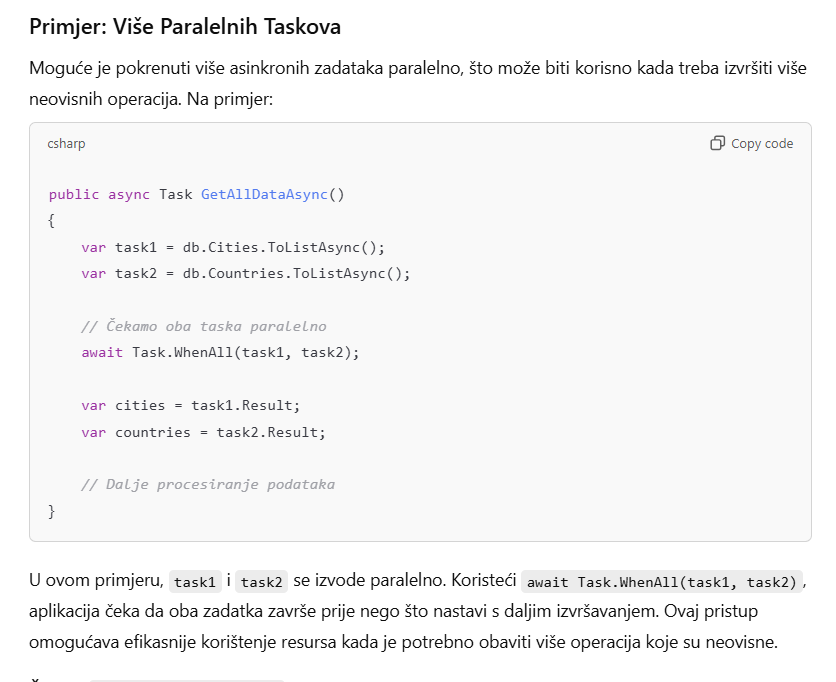 Primjer: Više Paralelnih Taskova
Moguće je pokrenuti više asinkronih zadataka paralelno, što može biti korisno kada treba izvršiti više
neovisnih operacija. Na primjer:
csharp
Copy code
public async Task GetAllDataAsync()
{
    var task1 = db.Cities.ToListAsync();
    var task2 = db.Countries.ToListAsync();
    // Čekamo oba taska paralelno
    await Task.WhenAll(task1, task2);
    var cities = task1.Result;
    var countries = task2.Result;
    // Dalje procesiranje podataka
}
U ovom primjeru, task1 i task2 se izvode paralelno. Koristeći await Task.WhenAll(task1, task2),
aplikacija čeka da oba zadatka završe prije nego što nastavi s daljim izvršavanjem. Ovaj pristup
omogućava efikasnije korištenje resursa kada je potrebno obaviti više operacija koje su neovisne.